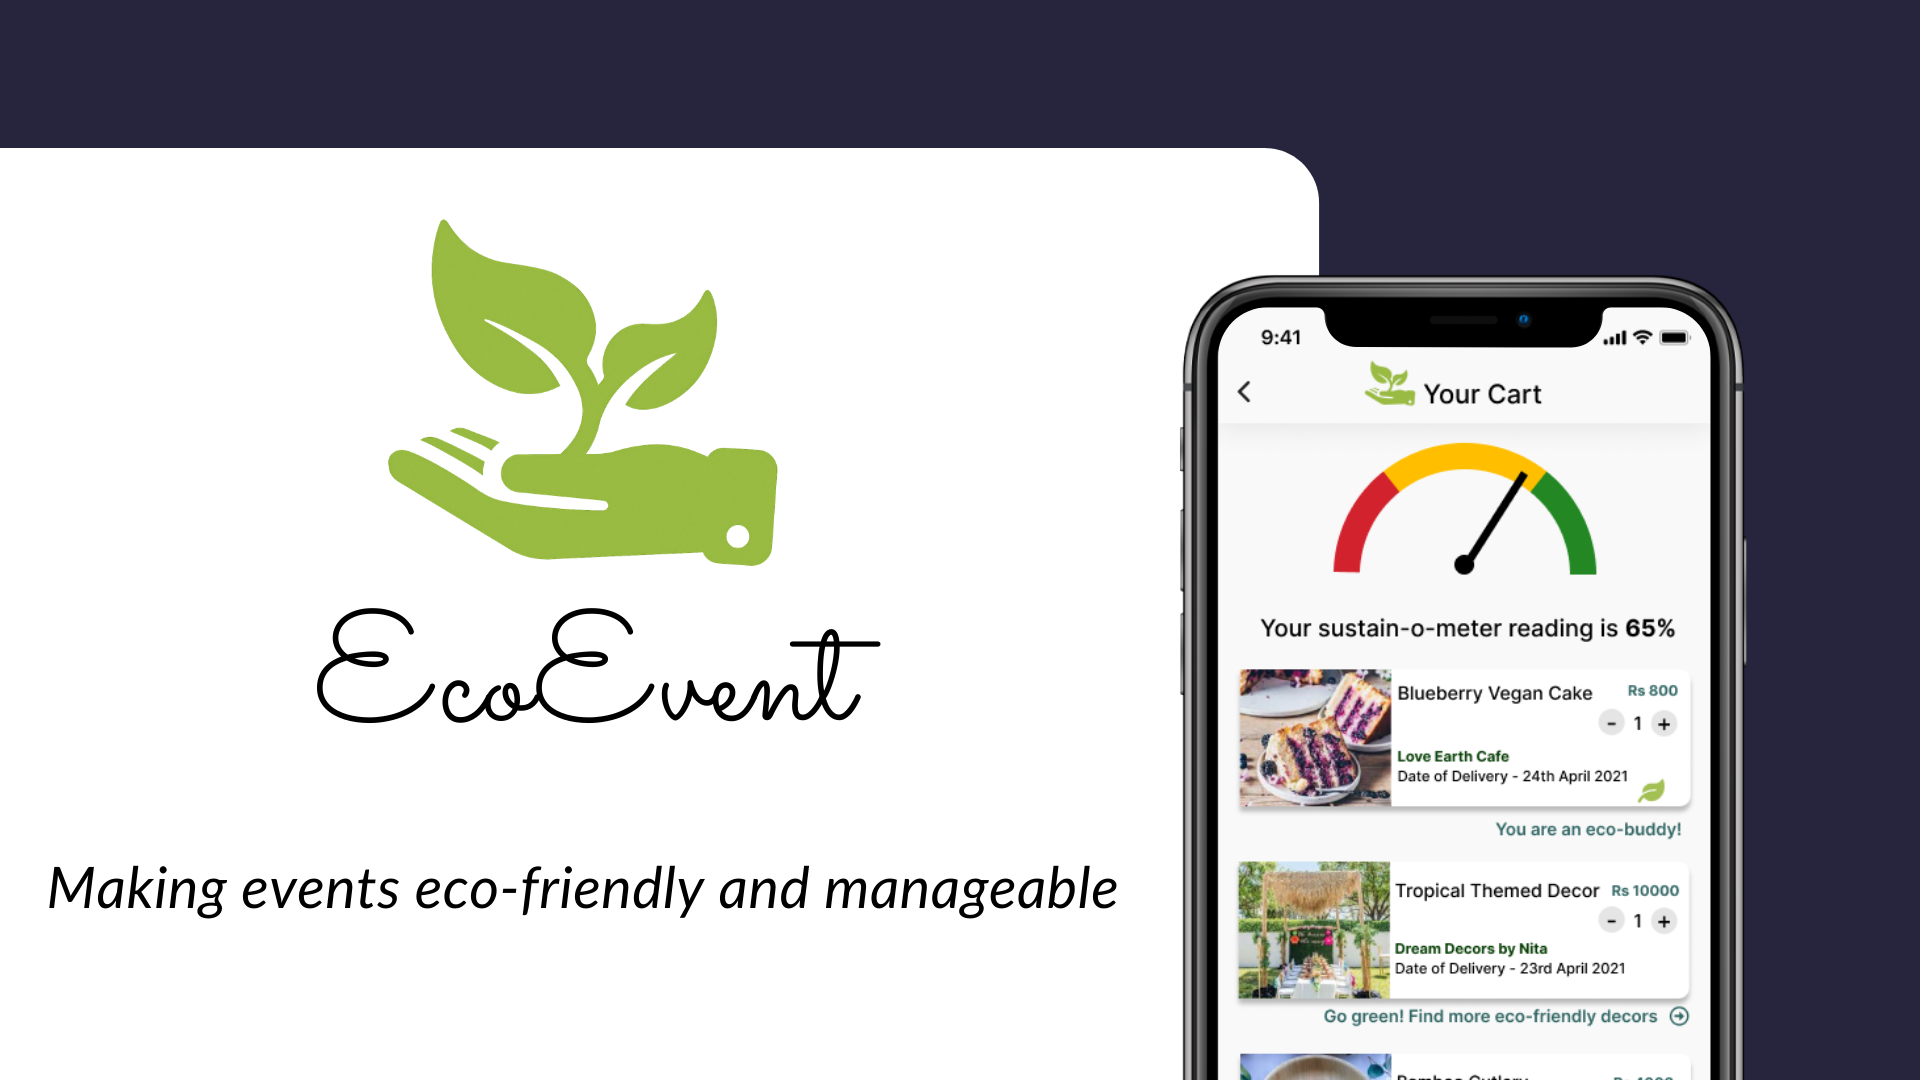 EcoEvent
Making events eco-friendly and manageable
9:41
Your Cart
Your sustain-o-meter reading is 65%
Blueberry Vegan Cake Rs 800
- 1 +
Love Earth Cafe
Date of Delivery - 24th April 2021
You are an eco-buddy!
Tropical Themed Decor Rs 10000
- 1 +
Dream Decors by Nita
Date of Delivery - 23rd April 2021
Go green! Find more eco-friendly decors